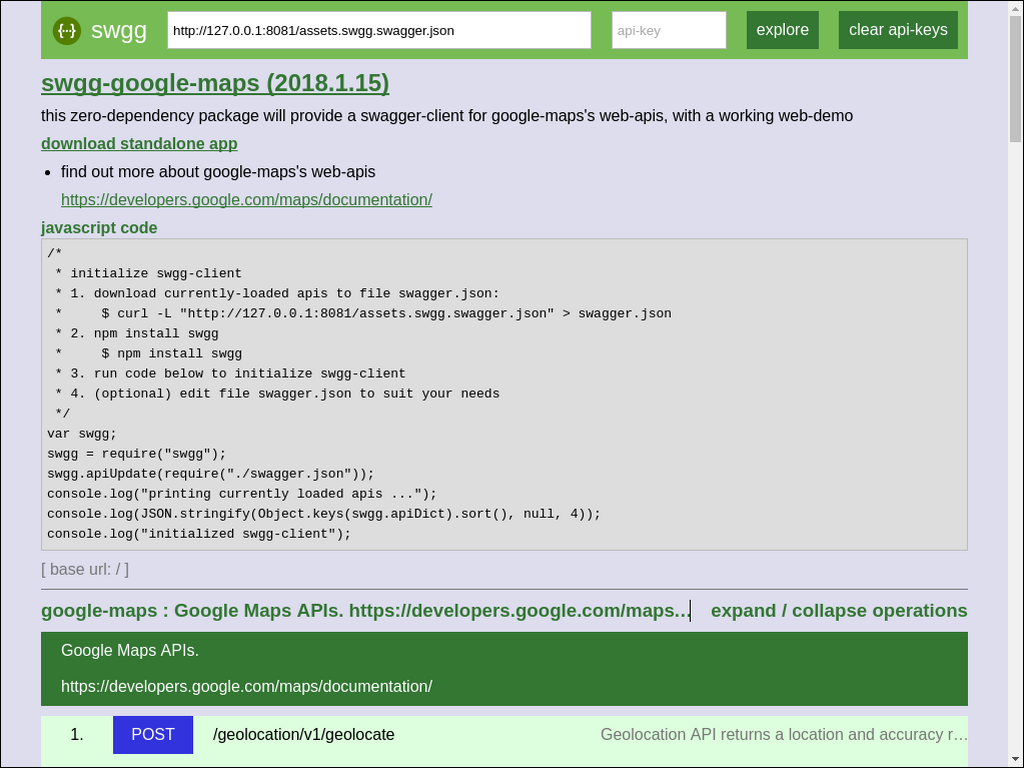 {··} swgg http://127.0.0.1:8081/assets.swgg.swagger.json api-key explore clear api-keys
swgg-google-maps (2018.1.15)
this zero-dependency package will provide a swagger-client for google-maps's web-apis, with a working web-demo
download standalone app
• find out more about google-maps's web-apis
https://developers.google.com/maps/documentation/
javascript code
/*
 * initialize swgg-client
 * 1. download currently-loaded apis to file swagger.json:
 *     $ curl -L "http://127.0.0.1:8081/assets.swgg.swagger.json" > swagger.json
 * 2. npm install swgg
 *     $ npm install swgg
 * 3. run code below to initialize swgg-client
 * 4. (optional) edit file swagger.json to suit your needs
 */
var swgg;
swgg = require("swgg");
swgg.apiUpdate(require("./swagger.json"));
console.log("printing currently loaded apis ...");
console.log(JSON.stringify(Object.keys(swgg.apiDict).sort(), null, 4));
console.log("initialized swgg-client");
[ base url: / ]
google-maps : Google Maps APIs. https://developers.google.com/maps... expand / collapse operations
Google Maps APIs.
https://developers.google.com/maps/documentation/
1. POST /geolocation/v1/geolocate Geolocation API returns a location and accuracy r…